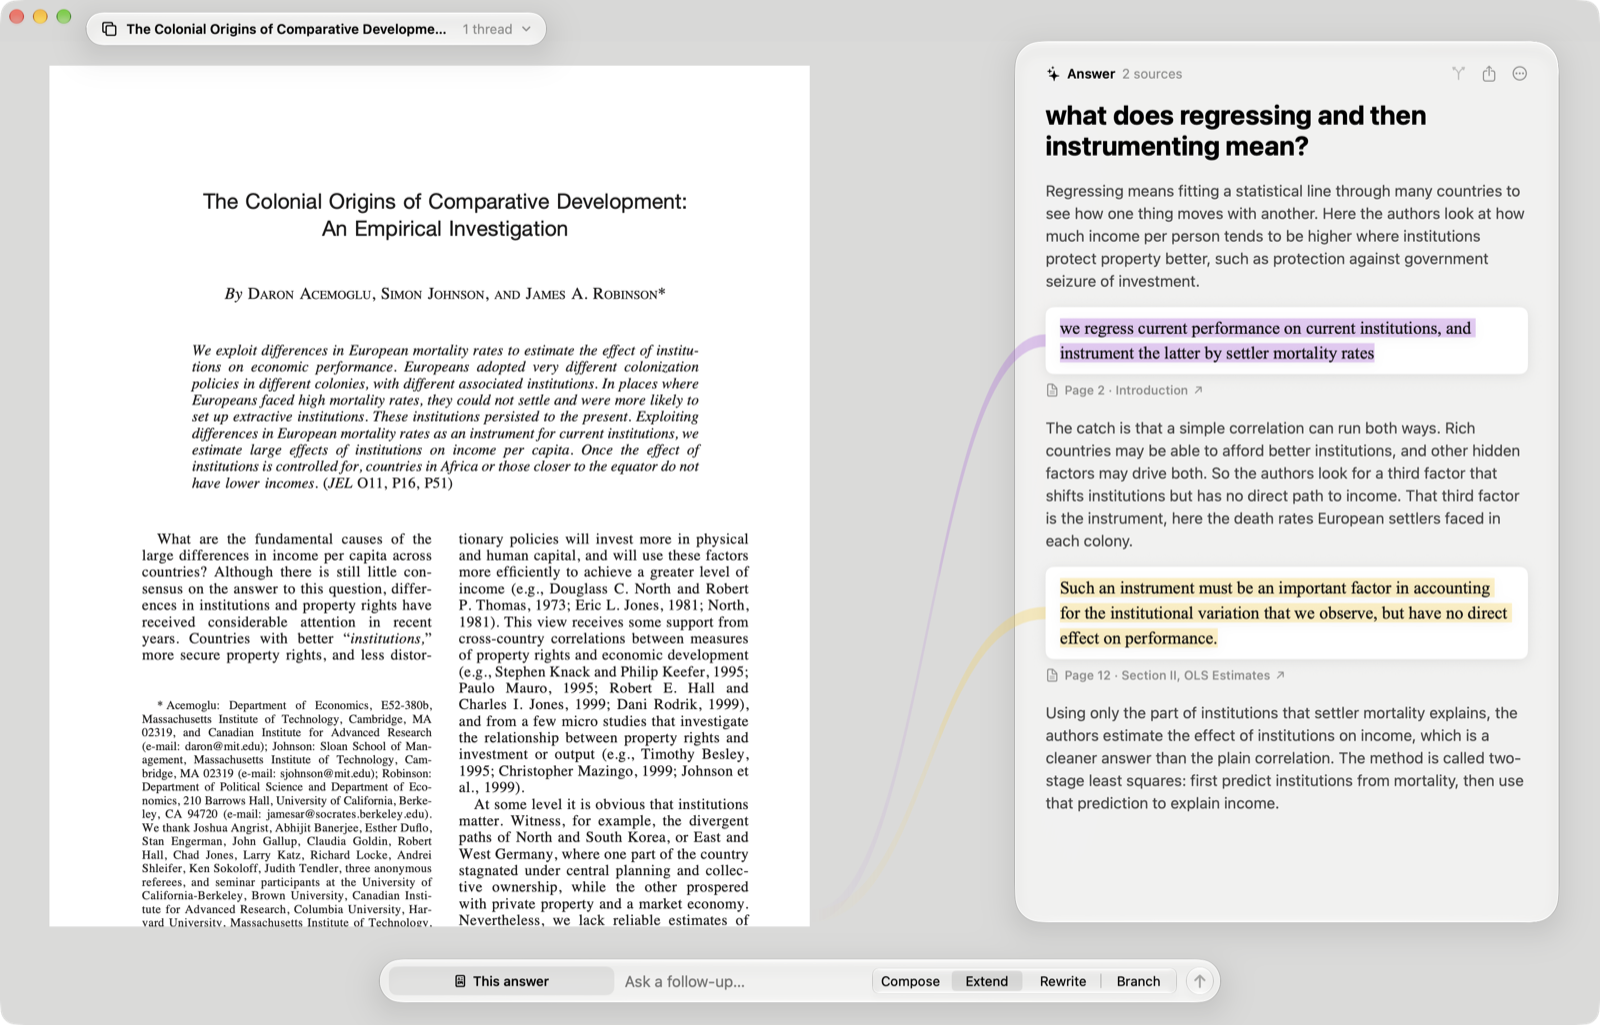 The Colonial Origins of Comparative Developme... 1 thread
The Colonial Origins of Comparative Development:
An Empirical Investigation
By DARON ACEMOGLU, SIMON JOHNSON, AND JAMES A. ROBINSON*
We exploit differences in European mortality rates to estimate the effect of institu-
tions on economic performance. Europeans adopted very different colonization
policies in different colonies, with different associated institutions. In places where
Europeans faced high mortality rates, they could not settle and were more likely to
set up extractive institutions. These institutions persisted to the present. Exploiting
differences in European mortality rates as an instrument for current institutions, we
estimate large effects of institutions on income per capita. Once the effect of
institutions is controlled for, countries in Africa or those closer to the equator do not
have lower incomes. (JEL O11, P16, P51)
What are the fundamental causes of the
large differences in income per capita across
countries? Although there is still little con-
sensus on the answer to this question, differ-
ences in institutions and property rights have
received considerable attention in recent
years. Countries with better “institutions,”
more secure property rights, and less distor-
* Acemoglu: Department of Economics, E52-380b,
Massachusetts Institute of Technology, Cambridge, MA
02319, and Canadian Institute for Advanced Research
(e-mail: daron@mit.edu); Johnson: Sloan School of Man-
agement, Massachusetts Institute of Technology, Cam-
bridge, MA 02319 (e-mail: sjohnson@mit.edu); Robinson:
Department of Political Science and Department of Eco-
nomics, 210 Barrows Hall, University of California, Berke-
ley, CA 94720 (e-mail: jamesar@socrates.berkeley.edu).
We thank Joshua Angrist, Abhijit Banerjee, Esther Duflo,
Stan Engerman, John Gallup, Claudia Goldin, Robert
Hall, Chad Jones, Larry Katz, Richard Locke, Andrei
Shleifer, Ken Sokoloff, Judith Tendler, three anonymous
referees, and seminar participants at the University of
California-Berkeley, Brown University, Canadian Insti-
tute for Advanced Research, Columbia University, Har-
vard University, Massachusetts Institute of Technology,
tionary policies will invest more in physical
and human capital, and will use these factors
more efficiently to achieve a greater level of
income (e.g., Douglass C. North and Robert
P. Thomas, 1973; Eric L. Jones, 1981; North,
1981). This view receives some support from
cross-country correlations between measures
of property rights and economic development
(e.g., Stephen Knack and Philip Keefer, 1995;
Paulo Mauro, 1995; Robert E. Hall and
Charles I. Jones, 1999; Dani Rodrik, 1999),
and from a few micro studies that investigate
the relationship between property rights and
investment or output (e.g., Timothy Besley,
1995; Christopher Mazingo, 1999; Johnson et
al., 1999).
At some level it is obvious that institutions
matter. Witness, for example, the divergent
paths of North and South Korea, or East and
West Germany, where one part of the country
stagnated under central planning and collec-
tive ownership, while the other prospered
with private property and a market economy.
Nevertheless, we lack reliable estimates of
Answer 2 sources
what does regressing and then
instrumenting mean?
Regressing means fitting a statistical line through many countries to
see how one thing moves with another. Here the authors look at how
much income per person tends to be higher where institutions
protect property better, such as protection against government
seizure of investment.
we regress current performance on current institutions, and
instrument the latter by settler mortality rates
Page 2 · Introduction ↗
The catch is that a simple correlation can run both ways. Rich
countries may be able to afford better institutions, and other hidden
factors may drive both. So the authors look for a third factor that
shifts institutions but has no direct path to income. That third factor
is the instrument, here the death rates European settlers faced in
each colony.
Such an instrument must be an important factor in accounting
for the institutional variation that we observe, but have no direct
effect on performance.
Page 12 · Section II, OLS Estimates ↗
Using only the part of institutions that settler mortality explains, the
authors estimate the effect of institutions on income, which is a
cleaner answer than the plain correlation. The method is called two-
stage least squares: first predict institutions from mortality, then use
that prediction to explain income.
This answer Ask a follow-up... Compose Extend Rewrite Branch